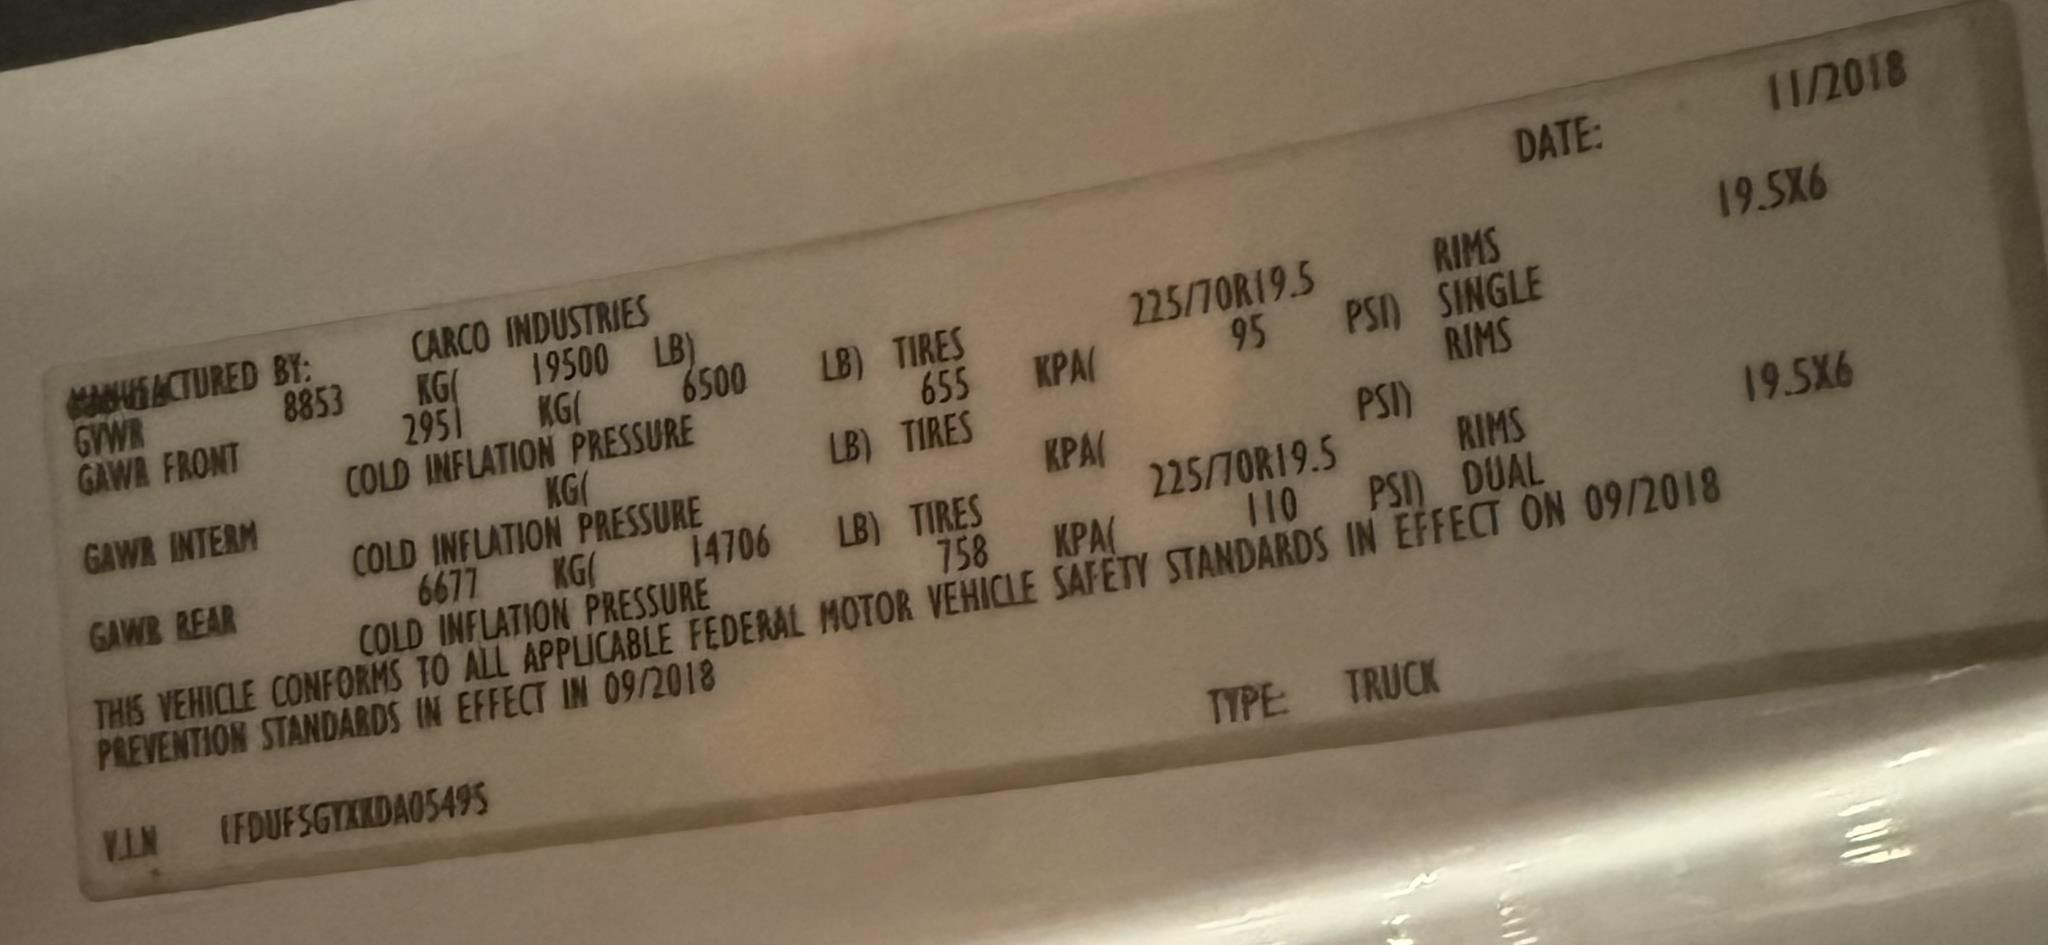 MANUFACTURED BY: CARCO INDUSTRIES DATE: 11/2018
GVWR 8853 KG( 19500 LB)
GAWR FRONT 2951 KG( 6500 LB) TIRES 225/70R19.5 RIMS 19.5X6
COLD INFLATION PRESSURE 655 KPA( 95 PSI) SINGLE
GAWR INTERM KG( LB) TIRES RIMS
COLD INFLATION PRESSURE KPA( PSI)
GAWR REAR 6677 KG( 14706 LB) TIRES 225/70R19.5 RIMS 19.5X6
COLD INFLATION PRESSURE 758 KPA( 110 PSI) DUAL
THIS VEHICLE CONFORMS TO ALL APPLICABLE FEDERAL MOTOR VEHICLE SAFETY STANDARDS IN EFFECT ON 09/2018
PREVENTION STANDARDS IN EFFECT IN 09/2018
V.I.N 1FDUF5GYXKDA05495 TYPE: TRUCK